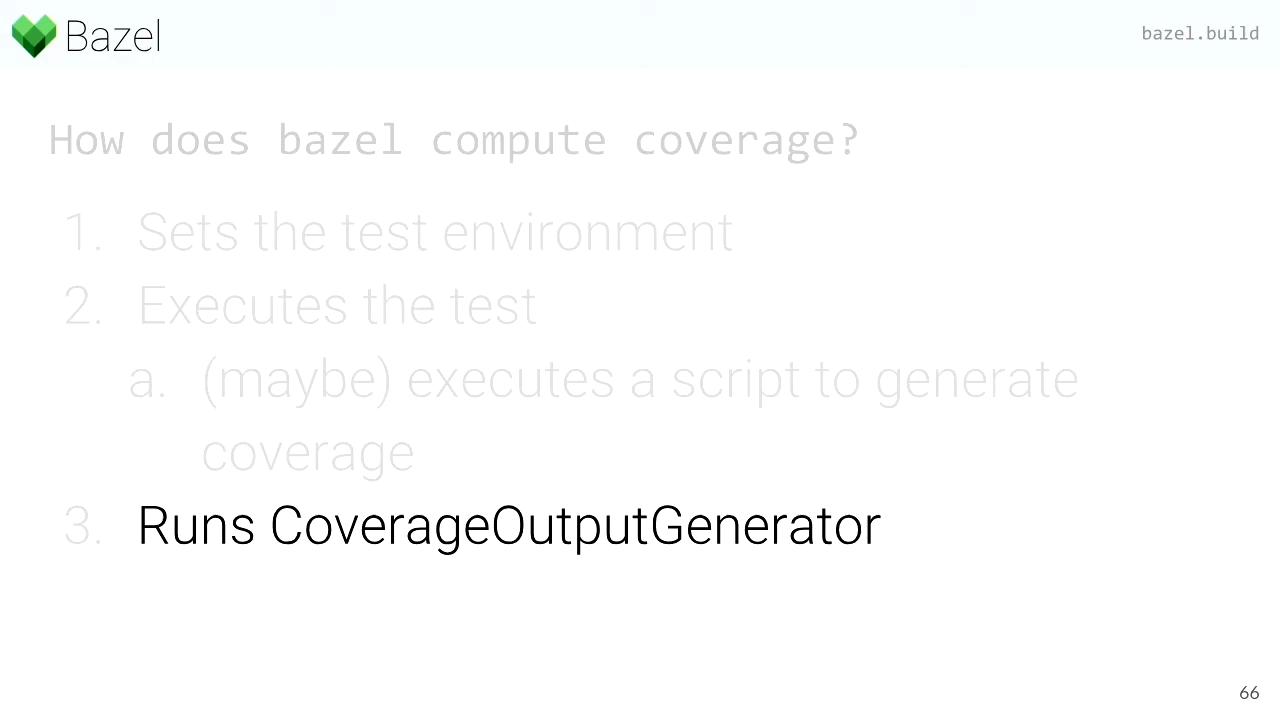 Bazel
bazel.build
How does bazel compute coverage?
1. Sets the test environment
2. Executes the test
a. (maybe) executes a script to generate
coverage
3. Runs CoverageOutputGenerator
66